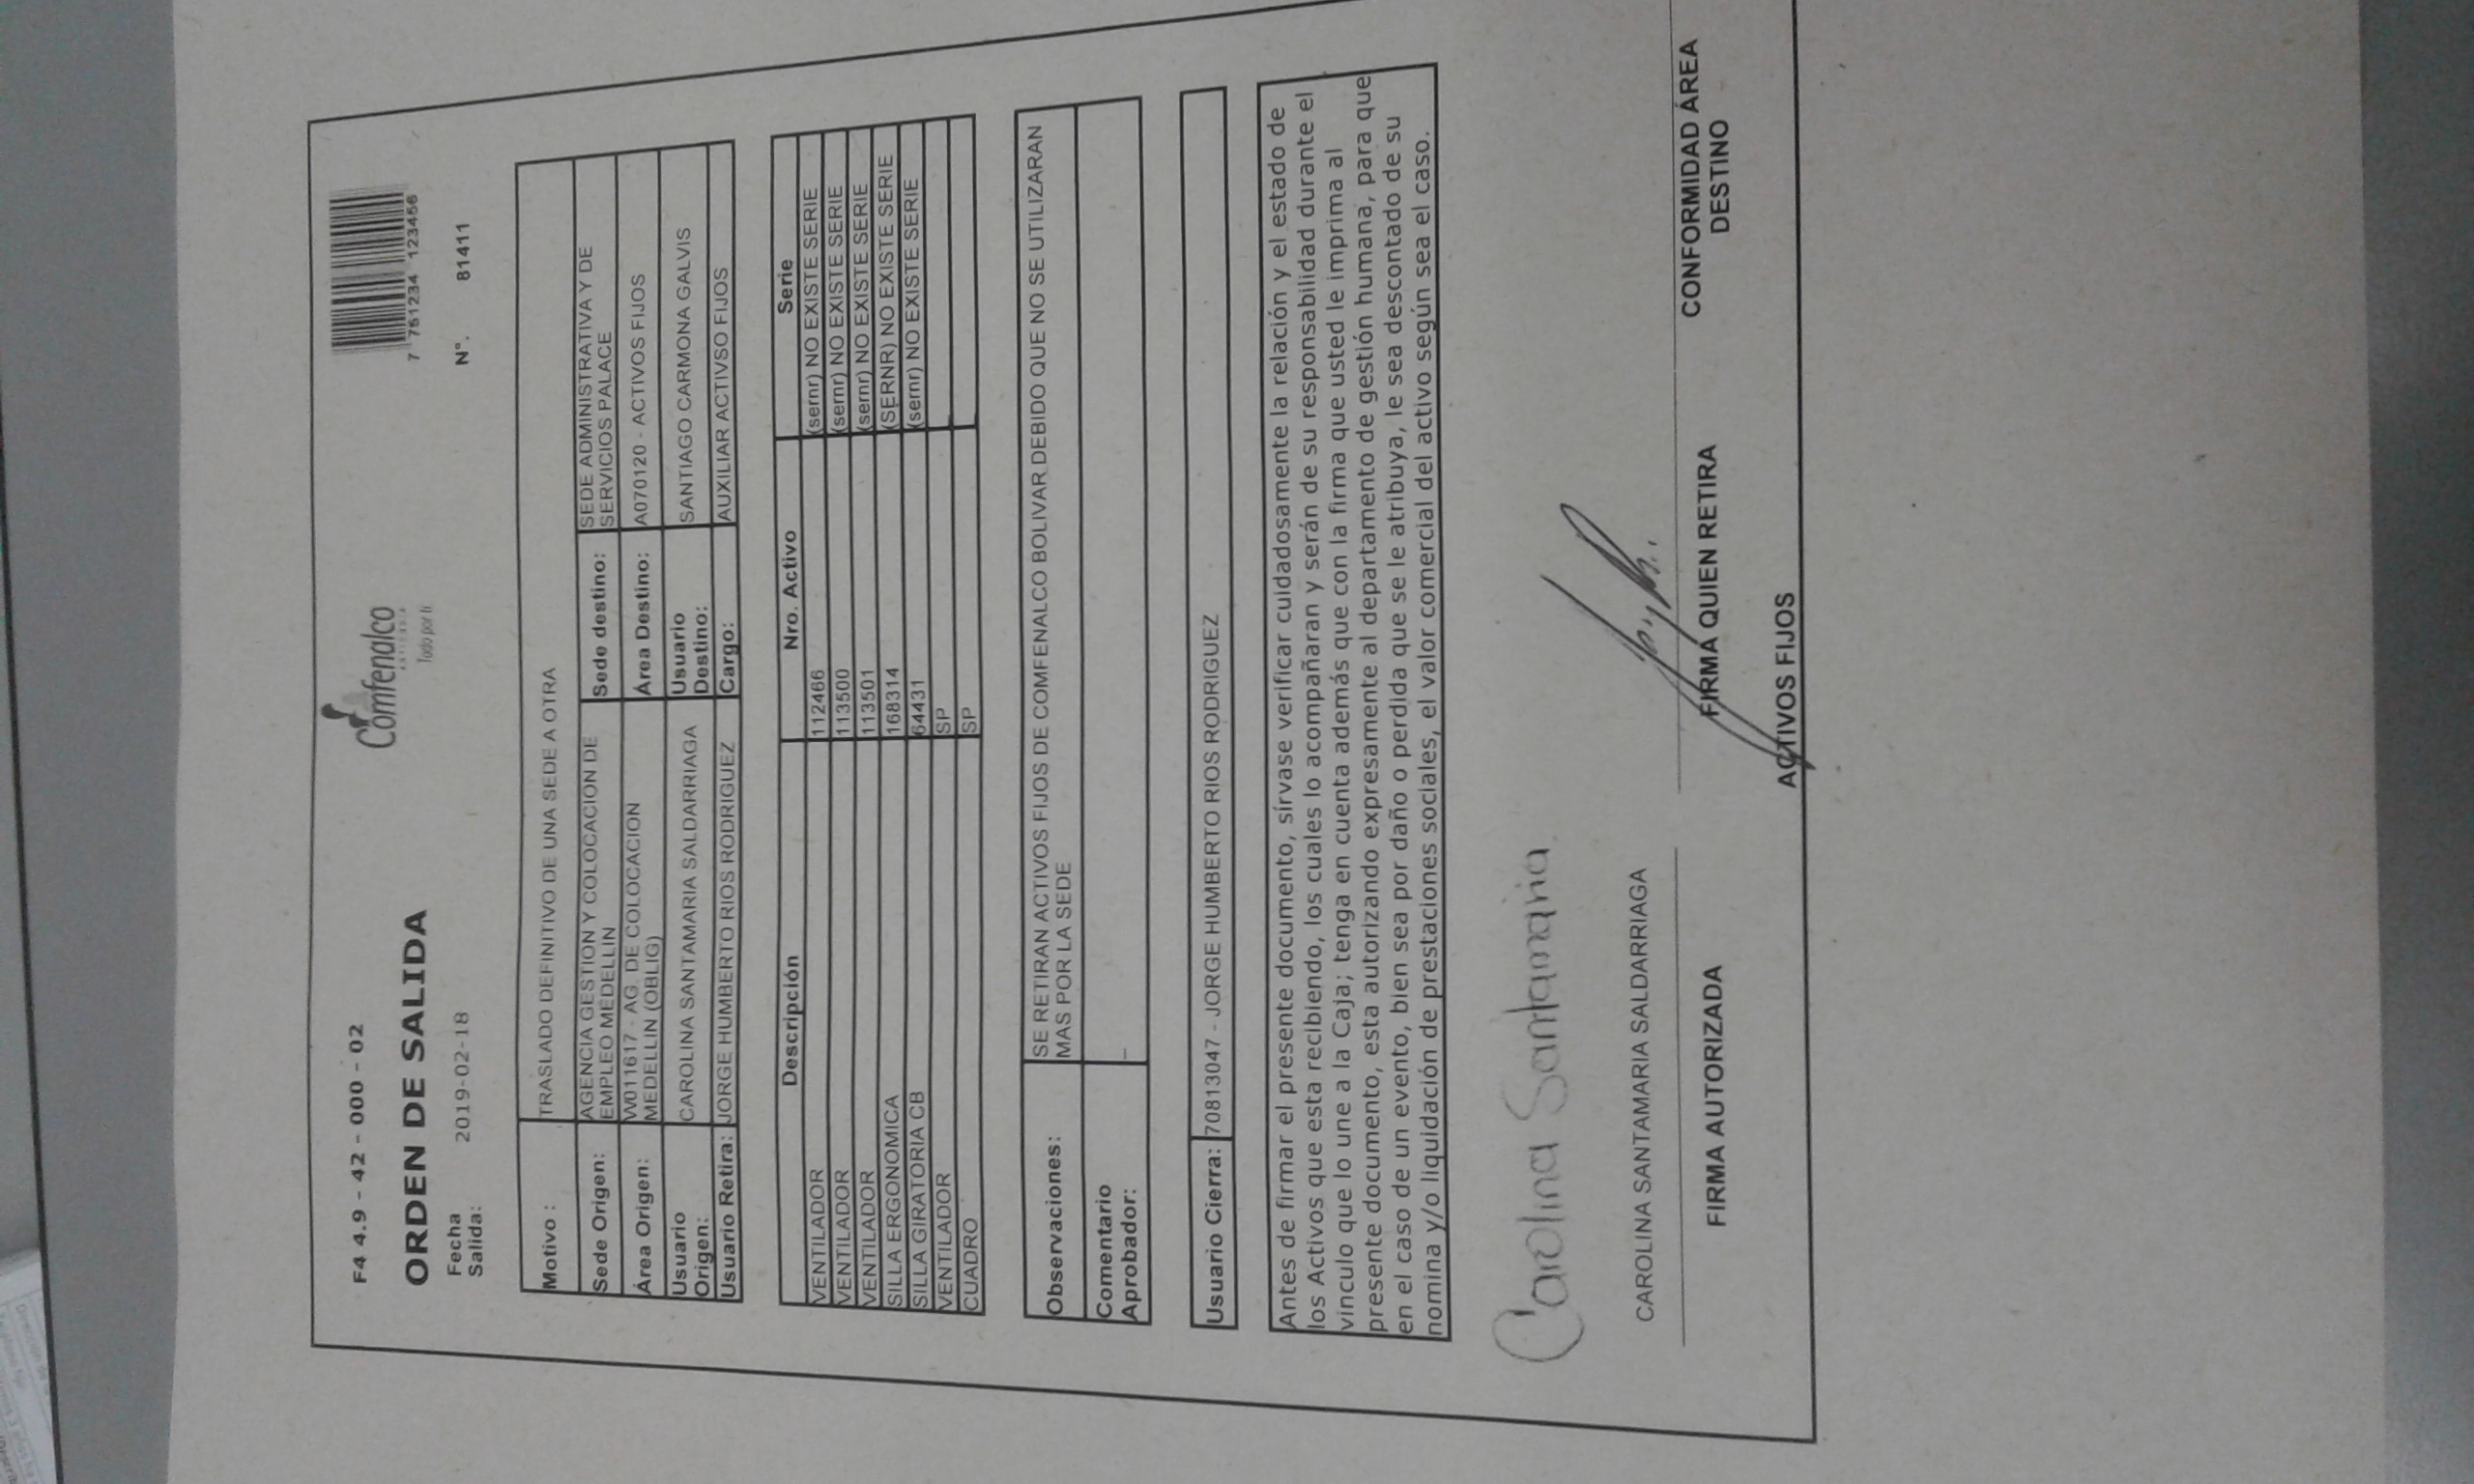 F4 4.9 - 42 - 000 - 02
Comfenalco
ANTIOQUIA
Todo por ti
7 751234 123456
ORDEN DE SALIDA
Fecha Salida: 2019-02-18
N°. 81411
Motivo : TRASLADO DEFINITIVO DE UNA SEDE A OTRA
Sede Origen: AGENCIA GESTION Y COLOCACION DE EMPLEO MEDELLIN Sede destino: SEDE ADMINISTRATIVA Y DE SERVICIOS PALACE
Área Origen: W011617 - AG. DE COLOCACION MEDELLIN (OBLIG) Área Destino: A070120 - ACTIVOS FIJOS
Usuario Origen: CAROLINA SANTAMARIA SALDARRIAGA Usuario Destino: SANTIAGO CARMONA GALVIS
Usuario Retira: JORGE HUMBERTO RIOS RODRIGUEZ Cargo: AUXILIAR ACTIVSO FIJOS
Descripción Nro. Activo Serie
VENTILADOR 112466 (sernr) NO EXISTE SERIE
VENTILADOR 113500 (sernr) NO EXISTE SERIE
VENTILADOR 113501 (sernr) NO EXISTE SERIE
SILLA ERGONOMICA 168314 (SERNR) NO EXISTE SERIE
SILLA GIRATORIA CB 64431 (sernr) NO EXISTE SERIE
VENTILADOR SP
CUADRO SP
Observaciones: SE RETIRAN ACTIVOS FIJOS DE COMFENALCO BOLIVAR DEBIDO QUE NO SE UTILIZARAN
MAS POR LA SEDE
Comentario Aprobador: _
Usuario Cierra: 70813047 - JORGE HUMBERTO RIOS RODRIGUEZ
Antes de firmar el presente documento, sírvase verificar cuidadosamente la relación y el estado de
los Activos que esta recibiendo, los cuales lo acompañaran y serán de su responsabilidad durante el
vinculo que lo une a la Caja; tenga en cuenta además que con la firma que usted le imprima al
presente documento, esta autorizando expresamente al departamento de gestión humana, para que
en el caso de un evento, bien sea por daño o perdida que se le atribuya, le sea descontado de su
nomina y/o liquidación de prestaciones sociales, el valor comercial del activo según sea el caso.
Carolina Santamaria
CAROLINA SANTAMARIA SALDARRIAGA
FIRMA AUTORIZADA
FIRMA QUIEN RETIRA
CONFORMIDAD ÁREA
DESTINO
ACTIVOS FIJOS